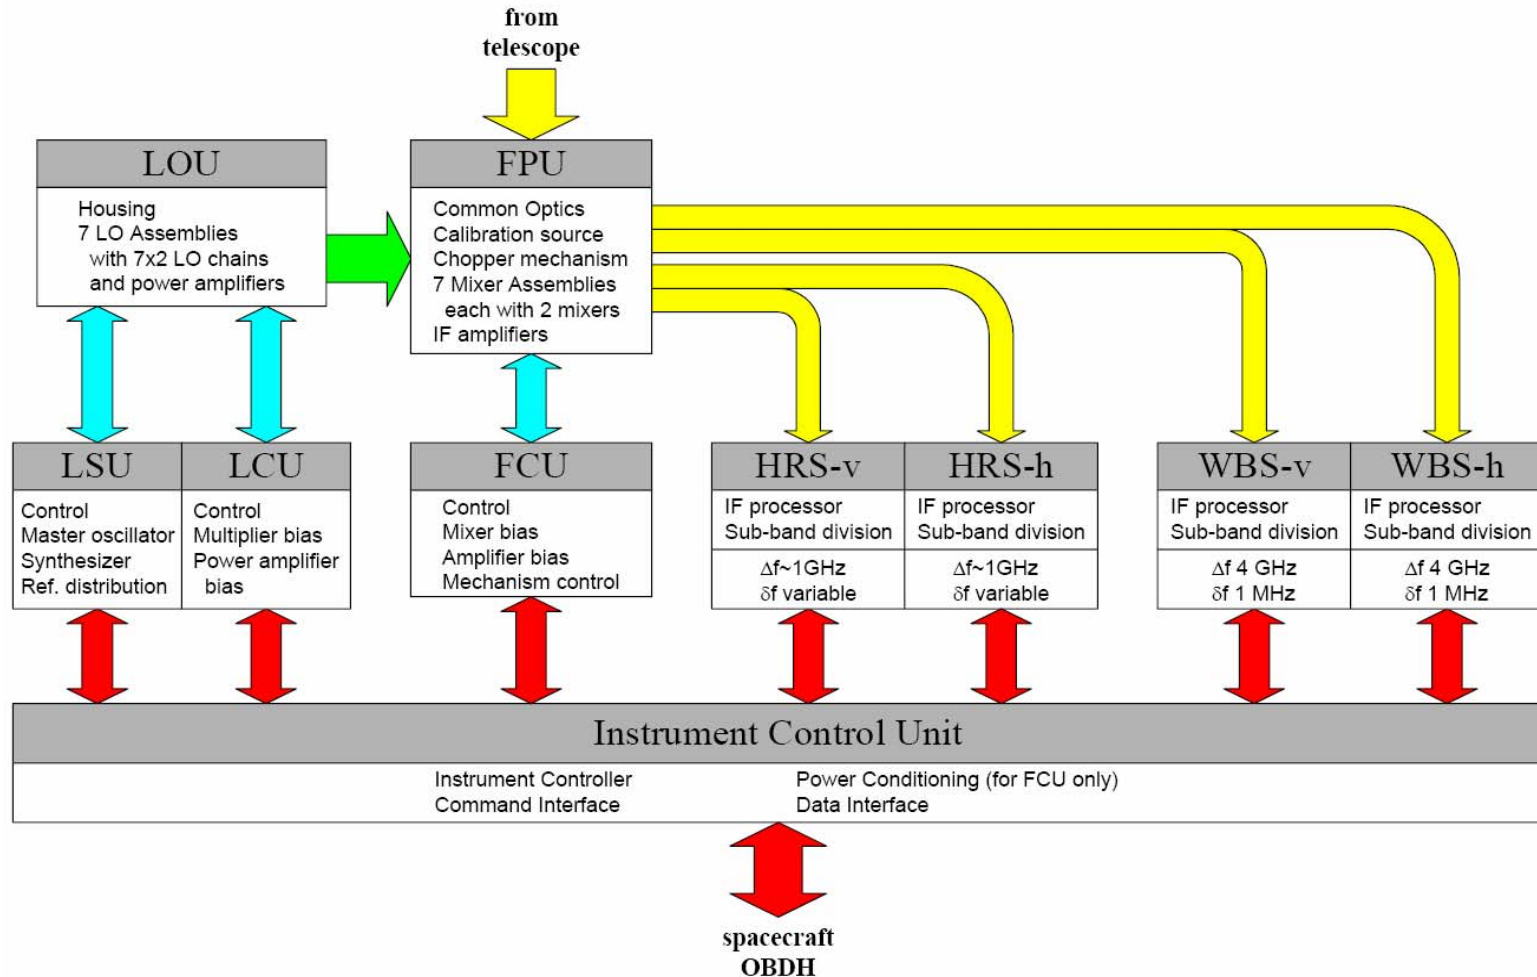 from
telescope
LOU
Housing
7 LO Assemblies
with 7x2 LO chains
and power amplifiers
FPU
Common Optics
Calibration source
Chopper mechanism
7 Mixer Assemblies
each with 2 mixers
IF amplifiers
LSU
Control
Master oscillator
Synthesizer
Ref. distribution
LCU
Control
Multiplier bias
Power amplifier
bias
FCU
Control
Mixer bias
Amplifier bias
Mechanism control
HRS-v
IF processor
Sub-band division
Δf~1GHz
δf variable
HRS-h
IF processor
Sub-band division
Δf~1GHz
δf variable
WBS-v
IF processor
Sub-band division
Δf 4 GHz
δf 1 MHz
WBS-h
IF processor
Sub-band division
Δf 4 GHz
δf 1 MHz
Instrument Control Unit
Instrument Controller
Command Interface
Power Conditioning (for FCU only)
Data Interface
spacecraft
OBDH